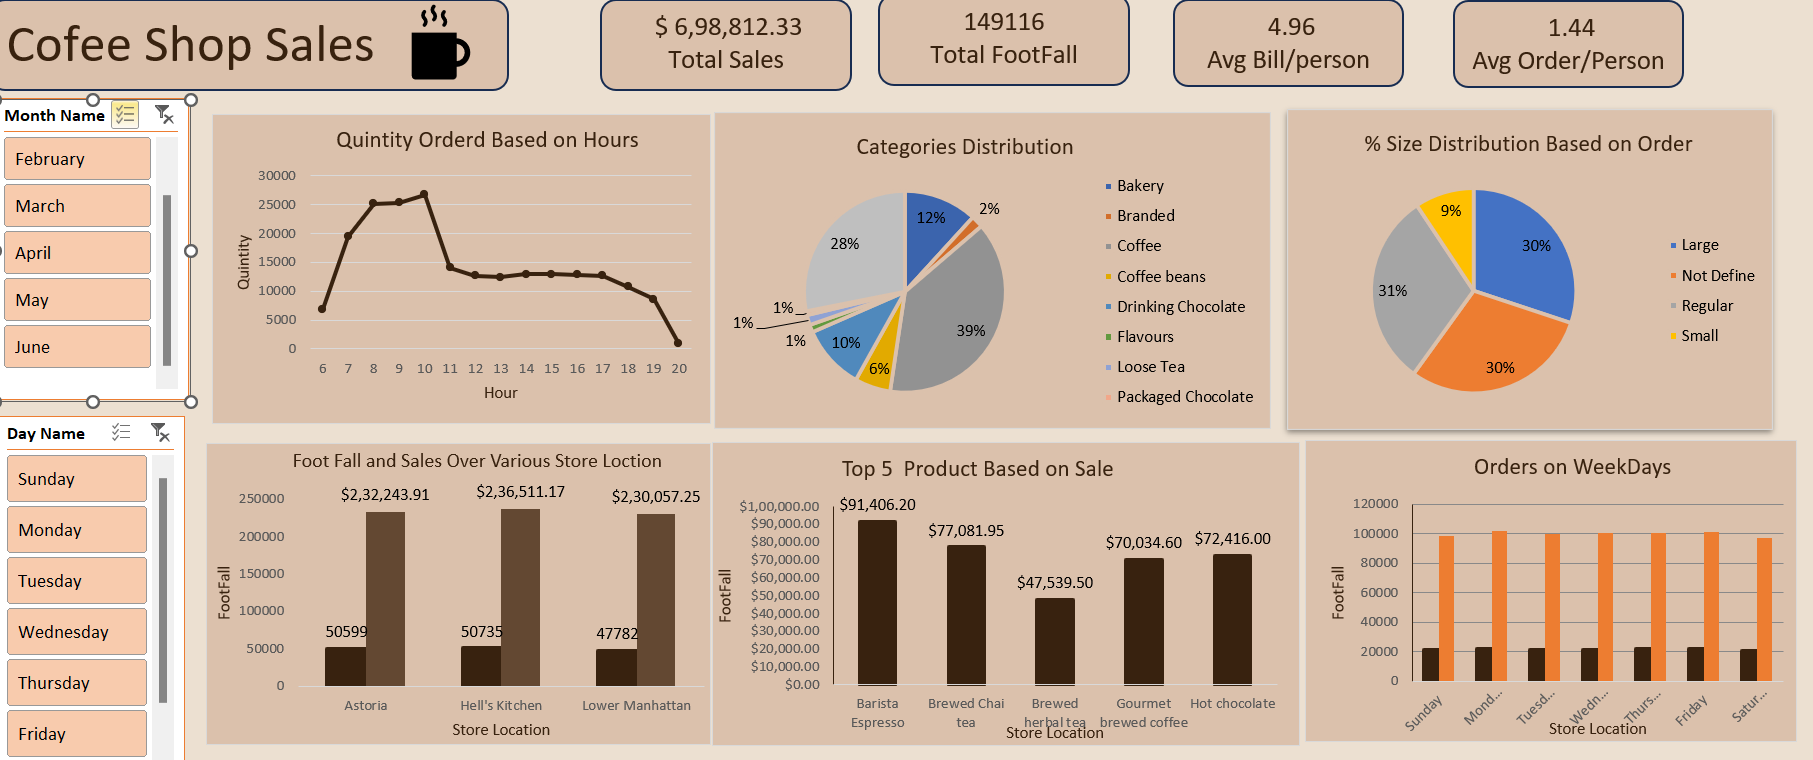 Cofee Shop Sales
$ 6,98,812.33
Total Sales
149116
Total FootFall
4.96
Avg Bill/person
1.44
Avg Order/Person
Month Name
February
March
April
May
June
Day Name
Sunday
Monday
Tuesday
Wednesday
Thursday
Friday
Quintity Orderd Based on Hours
30000
25000
20000
15000
10000
5000
0
Quintity
6 7 8 9 10 11 12 13 14 15 16 17 18 19 20
Hour
Categories Distribution
12%
2%
39%
6%
10%
1%
1%
1%
28%
Bakery
Branded
Coffee
Coffee beans
Drinking Chocolate
Flavours
Loose Tea
Packaged Chocolate
% Size Distribution Based on Order
30%
30%
31%
9%
Large
Not Define
Regular
Small
Foot Fall and Sales Over Various Store Loction
250000
200000
150000
100000
50000
0
FootFall
$2,32,243.91 $2,36,511.17 $2,30,057.25
50599 50735 47782
Astoria Hell's Kitchen Lower Manhattan
Store Location
Top 5 Product Based on Sale
$1,00,000.00
$90,000.00
$80,000.00
$70,000.00
$60,000.00
$50,000.00
$40,000.00
$30,000.00
$20,000.00
$10,000.00
$0.00
FootFall
$91,406.20
$77,081.95
$47,539.50
$70,034.60
$72,416.00
Barista Espresso
Brewed Chai tea
Brewed herbal tea
Gourmet brewed coffee
Hot chocolate
Store Location
Orders on WeekDays
120000
100000
80000
60000
40000
20000
0
FootFall
Sunday
Mond...
Tuesd...
Wedn...
Thurs...
Friday
Satur...
Store Location